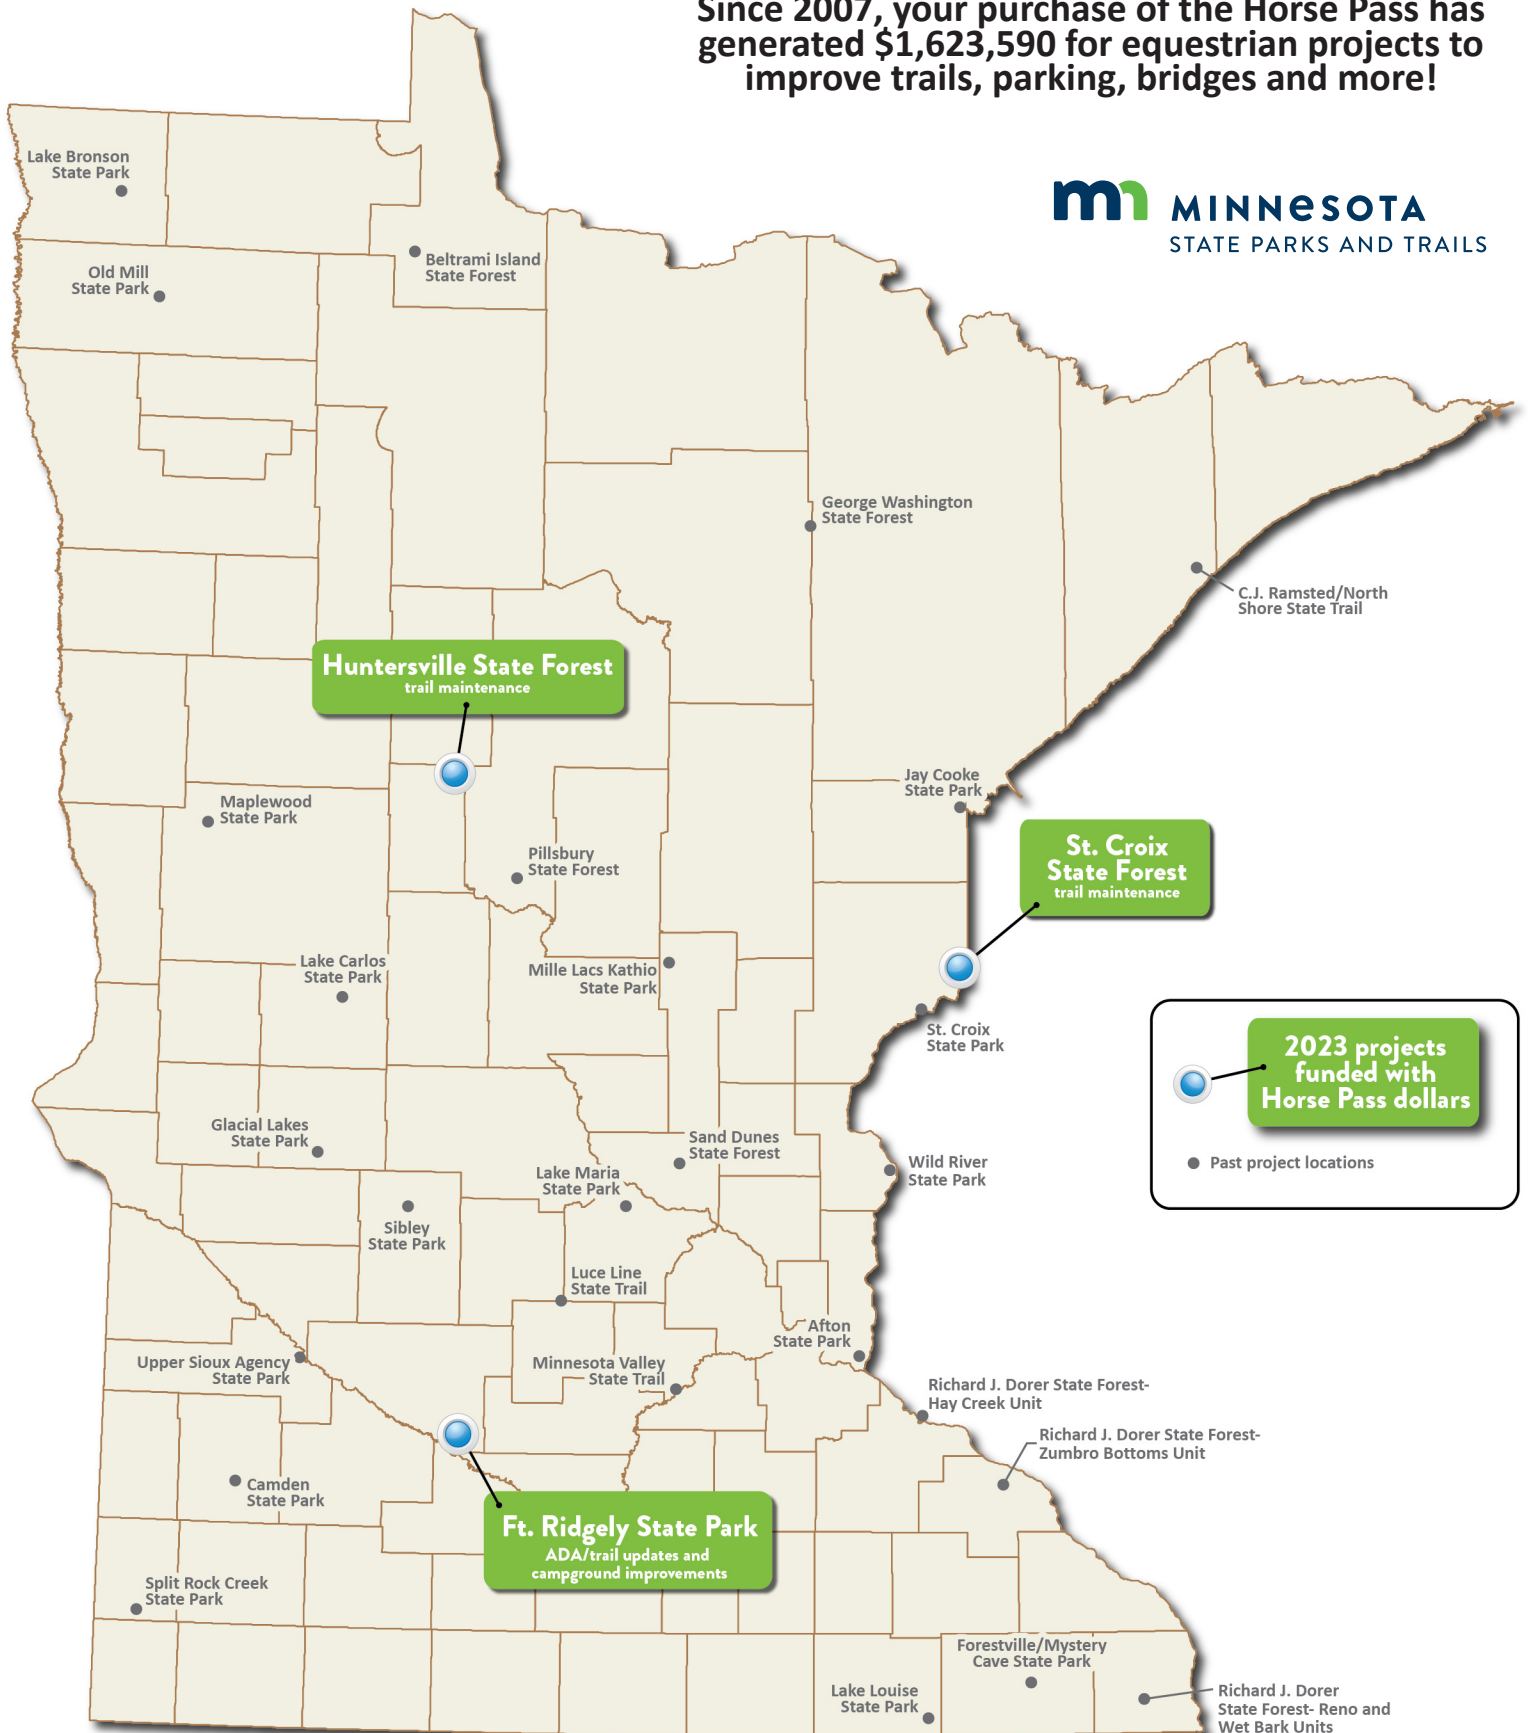 Since 2007, your purchase of the Horse Pass has
generated $1,623,590 for equestrian projects to
improve trails, parking, bridges and more!
mn MINNeSOTA
STATE PARKS AND TRAILS
Lake Bronson
State Park
Beltrami Island
State Forest
Old Mill
State Park
George Washington
State Forest
C.J. Ramsted/North
Shore State Trail
Huntersville State Forest
trail maintenance
Jay Cooke
State Park
Maplewood
State Park
St. Croix
State Forest
trail maintenance
Pillsbury
State Forest
Lake Carlos
State Park
Mille Lacs Kathio
State Park
St. Croix
State Park
2023 projects
funded with
Horse Pass dollars
Past project locations
Glacial Lakes
State Park
Sand Dunes
State Forest
Lake Maria
State Park
Wild River
State Park
Sibley
State Park
Luce Line
State Trail
Afton
State Park
Upper Sioux Agency
State Park
Minnesota Valley
State Trail
Richard J. Dorer State Forest-
Hay Creek Unit
Richard J. Dorer State Forest-
Zumbro Bottoms Unit
Camden
State Park
Ft. Ridgely State Park
ADA/trail updates and
campground improvements
Split Rock Creek
State Park
Forestville/Mystery
Cave State Park
Lake Louise
State Park
Richard J. Dorer
State Forest- Reno and
Wet Bark Units